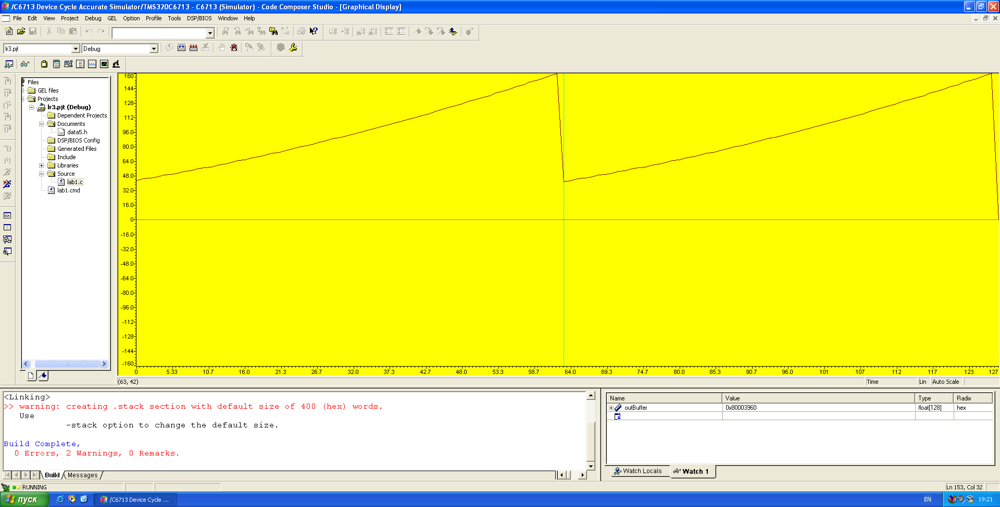 /C6713 Device Cycle Accurate Simulator/TMS320C6713 - C6713 (Simulator) - Code Composer Studio - [Graphical Display]
File Edit View Project Debug GEL Option Profile Tools DSP/BIOS Window Help
lr3.pjt Debug
Files
GEL files
Projects
lr3.pjt (Debug)
Dependent Projects
Documents
data5.h
DSP/BIOS Config
Generated Files
Include
Libraries
Source
lab1.c
lab1.cmd
160
144
128
112
96.0
80.0
64.0
48.0
32.0
16.0
0
-16.0
-32.0
-48.0
-64.0
-80.0
-96.0
-112
-128
-144
-160
0 5.33 10.7 16.0 21.3 26.7 32.0 37.3 42.7 48.0 53.3 58.7 64.0 69.3 74.7 80.0 85.3 90.7 96.0 101 107 112 117 123 127
(63, 42) Time Lin Auto Scale
<Linking>
>> warning: creating .stack section with default size of 400 (hex) words.
Use
-stack option to change the default size.
Build Complete,
0 Errors, 2 Warnings, 0 Remarks.
Build Messages
Name Value Type Radix
outBuffer 0x80003960 float[128] hex
Watch Locals Watch 1
RUNNING Ln 153, Col 32
пуск /C6713 Device Cycle ... EN 19:21